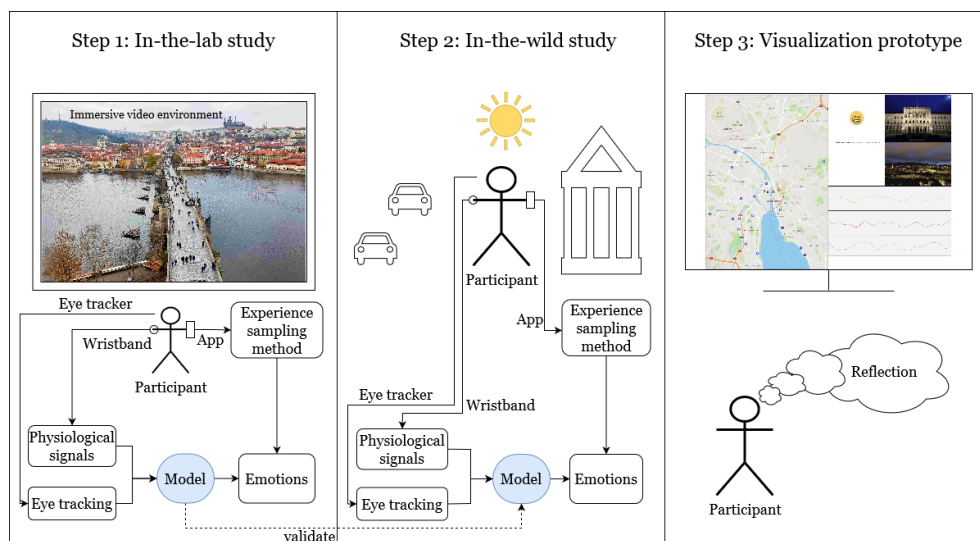 Step 1: In-the-lab study
Immersive video environment
Eye tracker
Wristband
App
Experience
sampling
method
Participant
Physiological
signals
Eye tracking
Model
Emotions
validate
Step 2: In-the-wild study
Participant
App
Experience
sampling
method
Eye tracker
Wristband
Physiological
signals
Eye tracking
Model
Emotions
Step 3: Visualization prototype
Reflection
Participant